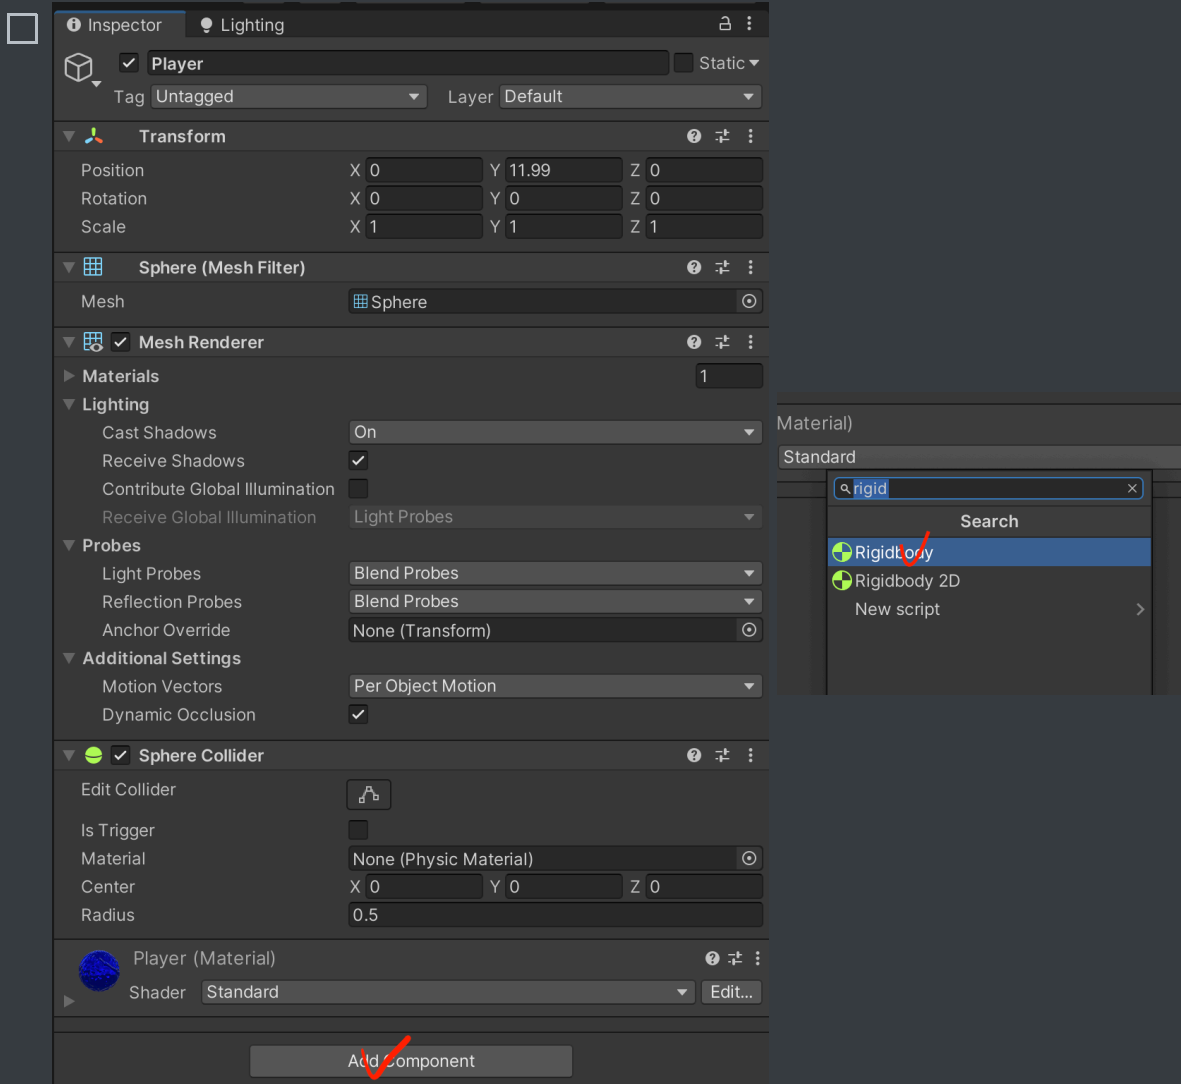 Inspector Lighting
Player Static
Tag Untagged Layer Default
Transform
Position X 0 Y 11.99 Z 0
Rotation X 0 Y 0 Z 0
Scale X 1 Y 1 Z 1
Sphere (Mesh Filter)
Mesh Sphere
Mesh Renderer
Materials 1
Lighting
Cast Shadows On
Receive Shadows
Contribute Global Illumination
Receive Global Illumination Light Probes
Probes
Light Probes Blend Probes
Reflection Probes Blend Probes
Anchor Override None (Transform)
Additional Settings
Motion Vectors Per Object Motion
Dynamic Occlusion
Sphere Collider
Edit Collider
Is Trigger
Material None (Physic Material)
Center X 0 Y 0 Z 0
Radius 0.5
Player (Material)
Shader Standard Edit...
Add Component
Material)
Standard
rigid
Search
Rigidbody
Rigidbody 2D
New script